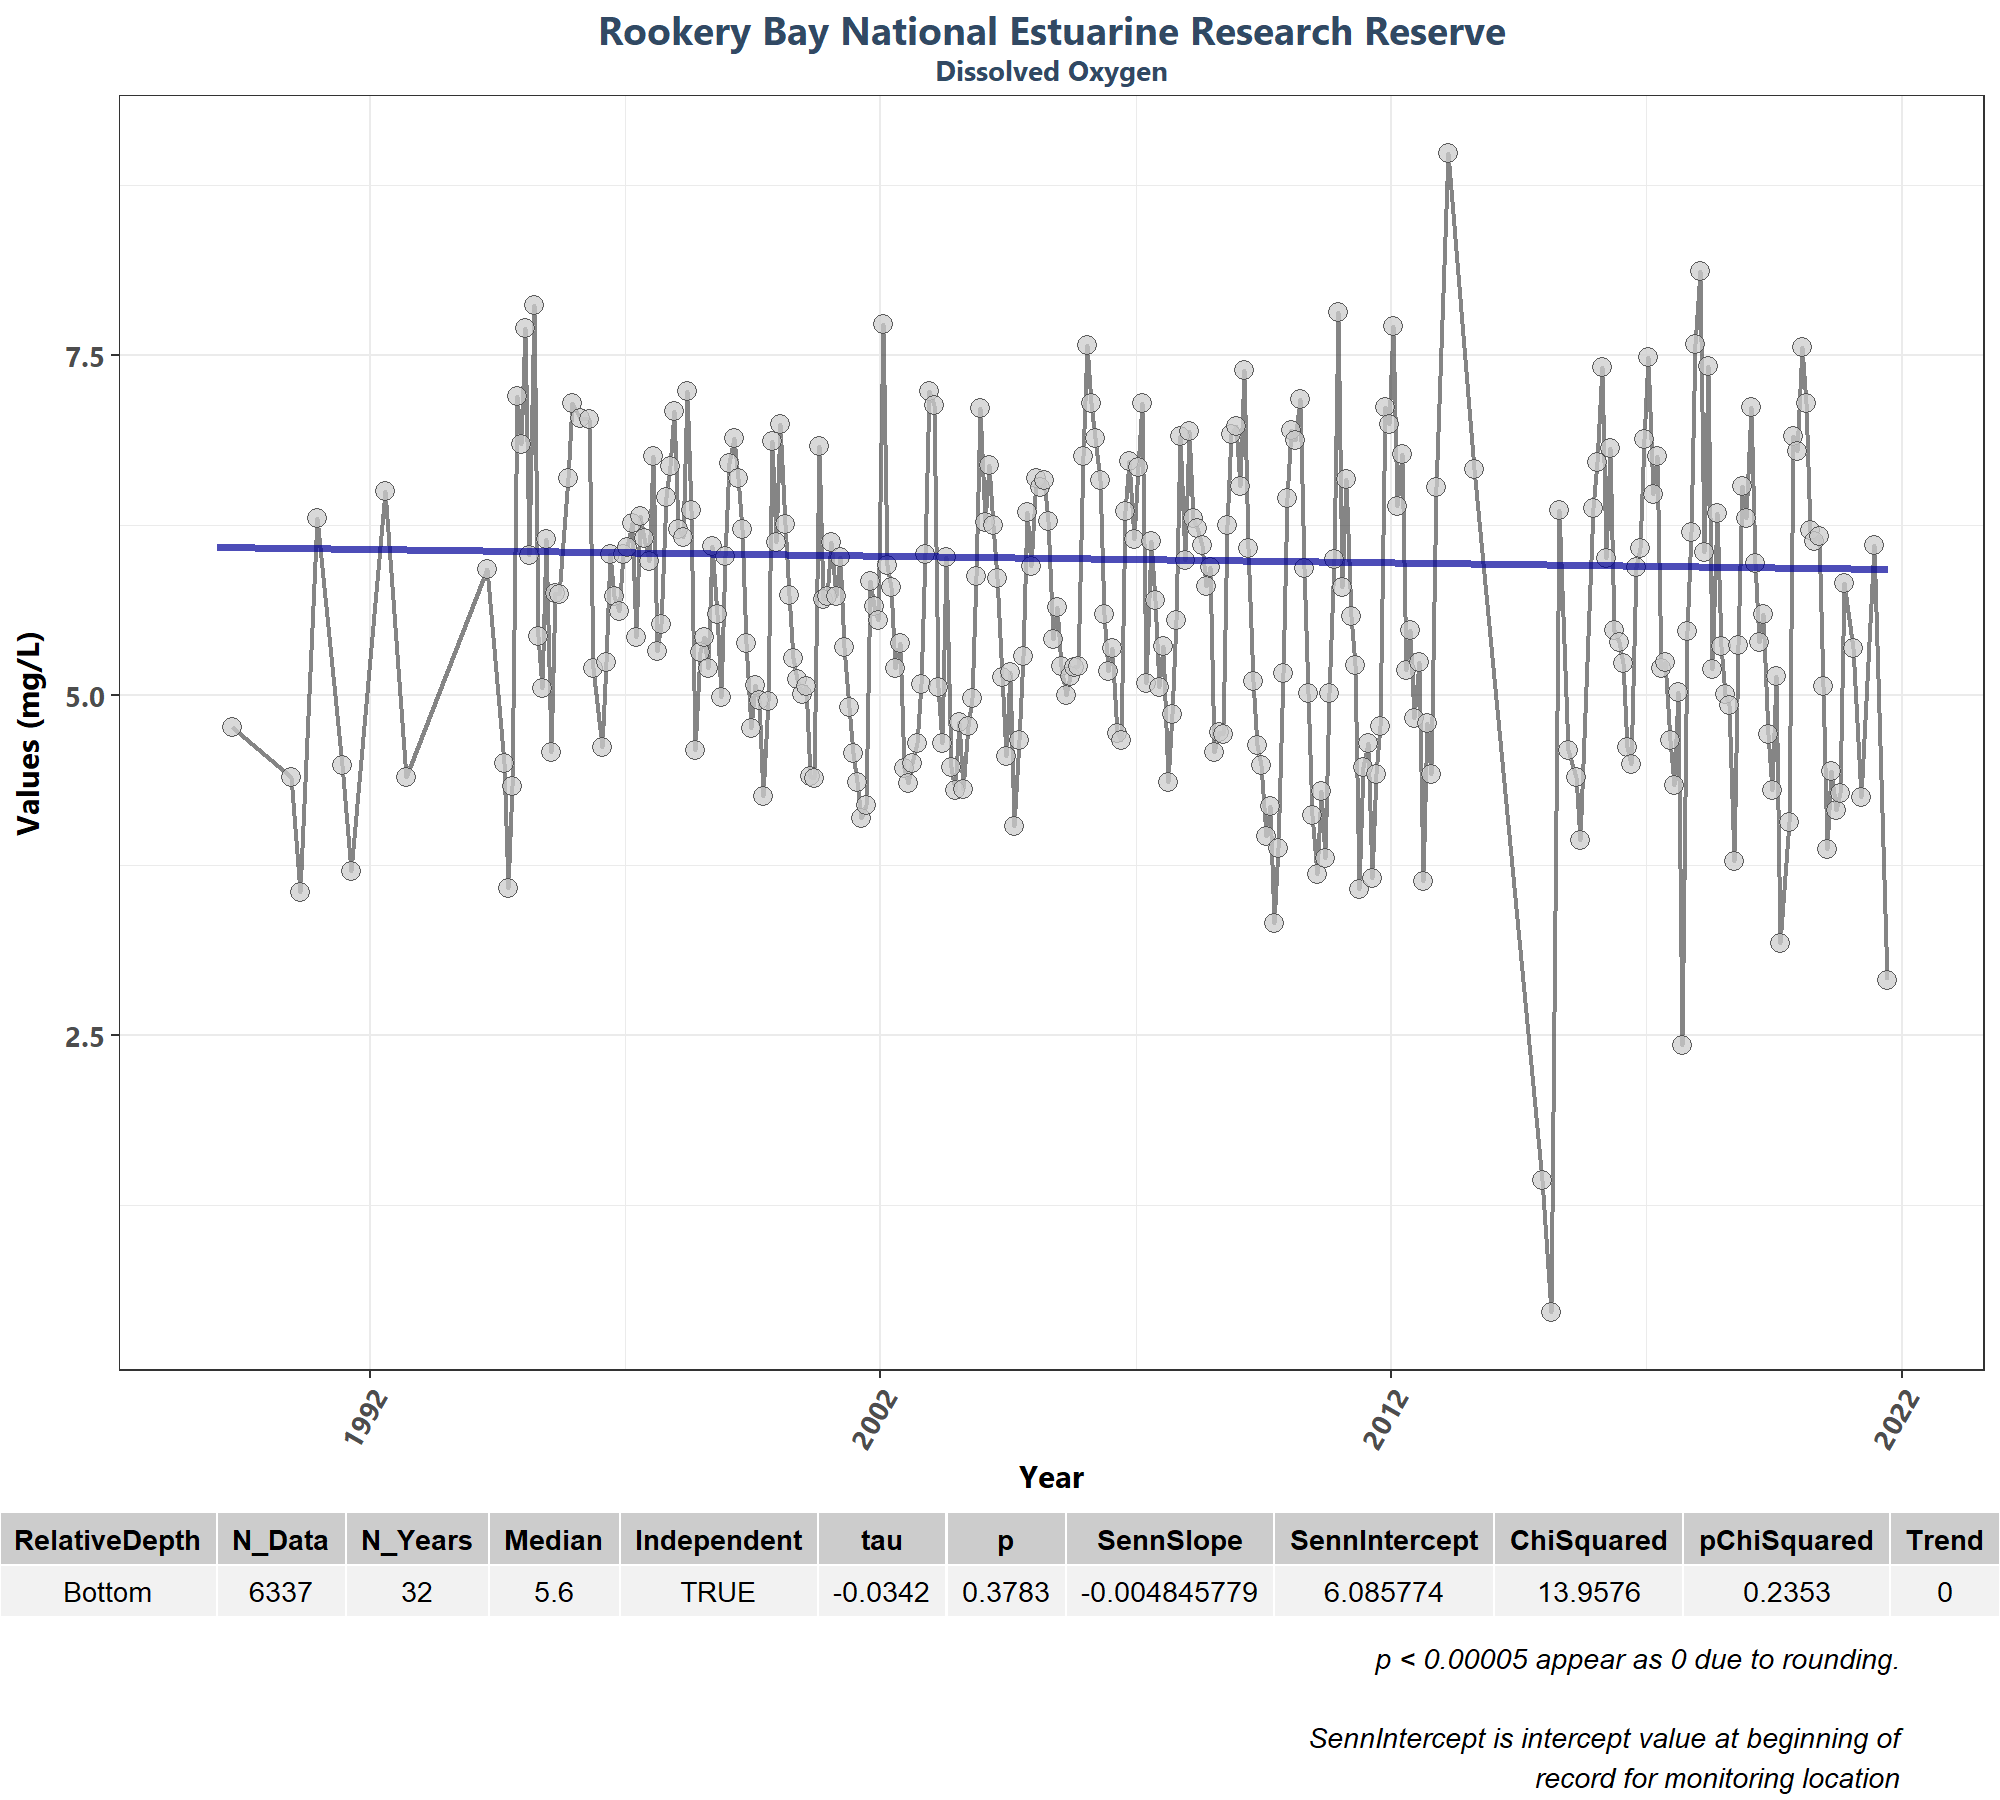 Rookery Bay National Estuarine Research Reserve
Dissolved Oxygen
7.5
5.0
2.5
Values (mg/L)
1992
2002
2012
2022
Year
RelativeDepth N_Data N_Years Median Independent tau p SennSlope SennIntercept ChiSquared pChiSquared Trend
Bottom 6337 32 5.6 TRUE -0.0342 0.3783 -0.004845779 6.085774 13.9576 0.2353 0
p < 0.00005 appear as 0 due to rounding.
SennIntercept is intercept value at beginning of
record for monitoring location